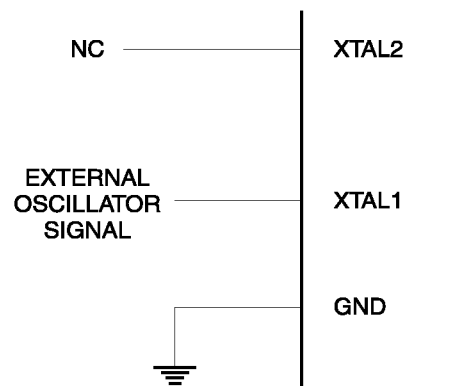 NC XTAL2
EXTERNAL
OSCILLATOR
SIGNAL
XTAL1
GND